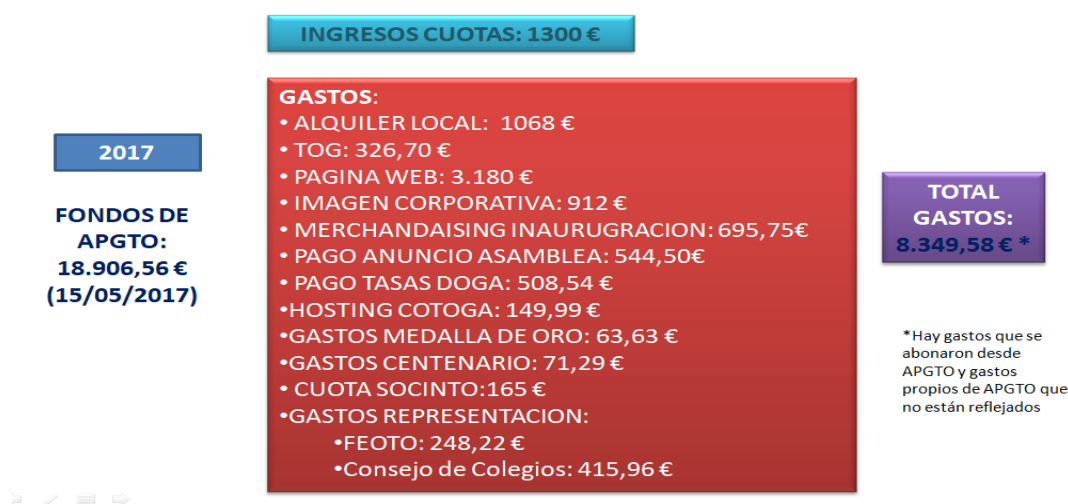 INGRESOS CUOTAS: 1300 €
2017
FONDOS DE
APGTO:
18.906,56 €
(15/05/2017)
GASTOS:
• ALQUILER LOCAL: 1068 €
• TOG: 326,70 €
• PAGINA WEB: 3.180 €
• IMAGEN CORPORATIVA: 912 €
• MERCHANDAISING INAURUGRACION: 695,75€
• PAGO ANUNCIO ASAMBLEA: 544,50€
• PAGO TASAS DOGA: 508,54 €
•HOSTING COTOGA: 149,99 €
•GASTOS MEDALLA DE ORO: 63,63 €
•GASTOS CENTENARIO: 71,29 €
• CUOTA SOCINTO:165 €
•GASTOS REPRESENTACION:
•FEOTO: 248,22 €
•Consejo de Colegios: 415,96 €
TOTAL
GASTOS:
8.349,58 € *
*Hay gastos que se
abonaron desde
APGTO y gastos
propios de APGTO que
no están reflejados